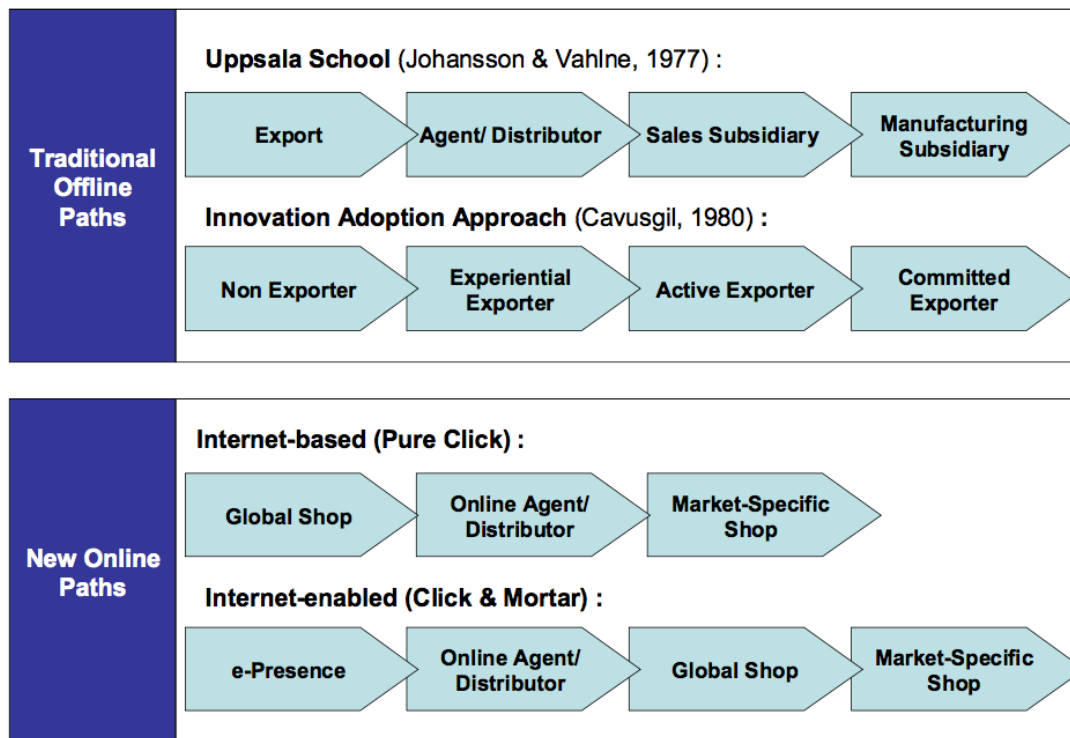 Traditional
Offline
Paths
Uppsala School (Johansson & Vahlne, 1977) :
Export
Agent/ Distributor
Sales Subsidiary
Manufacturing
Subsidiary
Innovation Adoption Approach (Cavusgil, 1980) :
Non Exporter
Experiential
Exporter
Active Exporter
Committed
Exporter
New Online
Paths
Internet-based (Pure Click) :
Global Shop
Online Agent/
Distributor
Market-Specific
Shop
Internet-enabled (Click & Mortar) :
e-Presence
Online Agent/
Distributor
Global Shop
Market-Specific
Shop